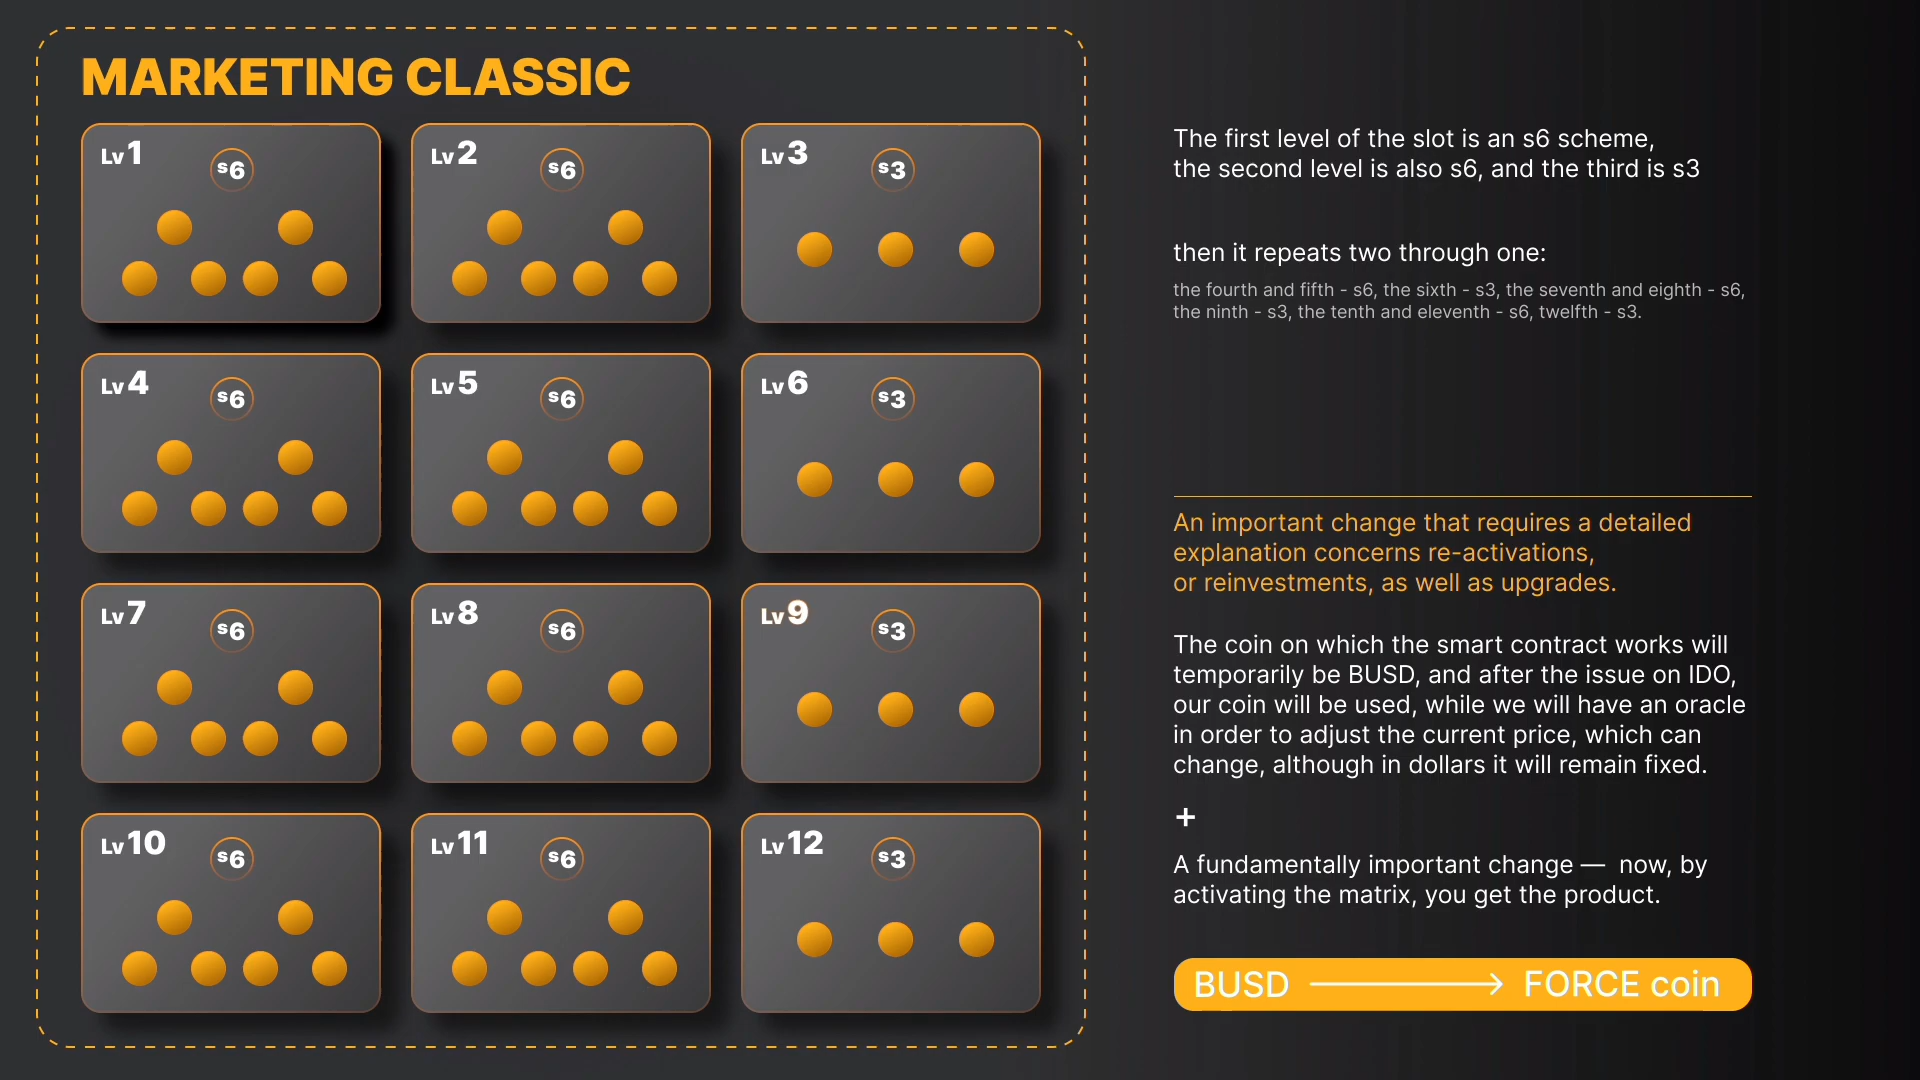 MARKETING CLASSIC
Lv1
s6
Lv2
s6
Lv3
s3
Lv4
s6
Lv5
s6
Lv6
s3
Lv7
s6
Lv8
s6
Lv9
s3
Lv10
s6
Lv11
s6
Lv12
s3
The first level of the slot is an s6 scheme,
the second level is also s6, and the third is s3
then it repeats two through one:
the fourth and fifth - s6, the sixth - s3, the seventh and eighth - s6,
the ninth - s3, the tenth and eleventh - s6, twelfth - s3.
An important change that requires a detailed
explanation concerns re-activations,
or reinvestments, as well as upgrades.
The coin on which the smart contract works will
temporarily be BUSD, and after the issue on IDO,
our coin will be used, while we will have an oracle
in order to adjust the current price, which can
change, although in dollars it will remain fixed.
+
A fundamentally important change — now, by
activating the matrix, you get the product.
BUSD → FORCE coin